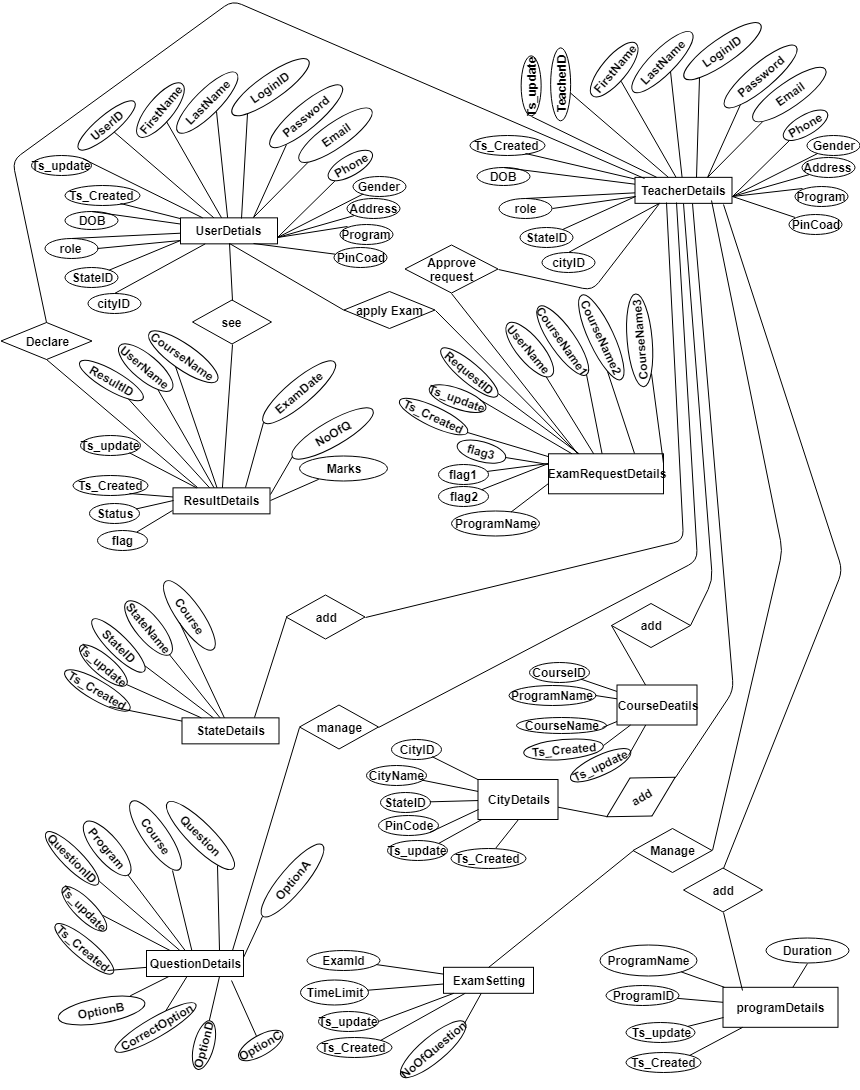 Ts_update
TeacherID
FirstName
LastName
LoginID
Password
Email
Phone
Gender
Address
Program
PinCoad
Ts_Created
DOB
role
StateID
cityID
TeacherDetails
UserID
FirstName
LastName
LoginID
Password
Email
Phone
Gender
Address
Program
PinCoad
Ts_update
Ts_Created
DOB
role
StateID
cityID
UserDetials
Approve
request
see
apply Exam
Declare
ResultID
UserName
CourseName
ExamDate
NoOfQ
Marks
Ts_update
Ts_Created
Status
flag
ResultDetails
RequestID
UserName
CourseName1
CourseName2
CourseName3
Ts_update
Ts_Created
flag3
flag1
flag2
ProgramName
ExamRequestDetails
add
Course
StateName
StateID
Ts_update
Ts_Created
StateDetails
add
CourseID
ProgramName
CourseName
Ts_Created
Ts_update
CourseDeatils
manage
CityID
CityName
StateID
PinCode
Ts_update
Ts_Created
CityDetails
add
QuestionID
Program
Course
Question
OptionA
Ts_update
Ts_Created
OptionB
CorrectOption
OptionD
OptionC
QuestionDetails
Manage
add
ExamId
TimeLimit
Ts_update
Ts_Created
NoOfQuestion
ExamSetting
ProgramName
Duration
ProgramID
Ts_update
Ts_Created
programDetails